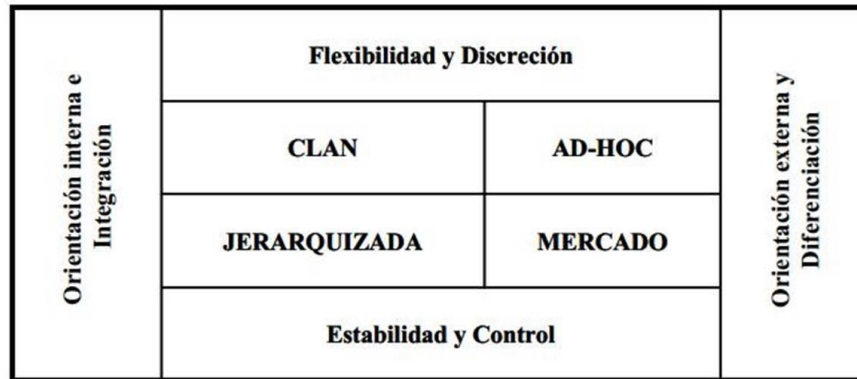 Orientación interna e
Integración
Flexibilidad y Discreción
CLAN
AD-HOC
JERARQUIZADA
MERCADO
Estabilidad y Control
Orientación externa y
Diferenciación